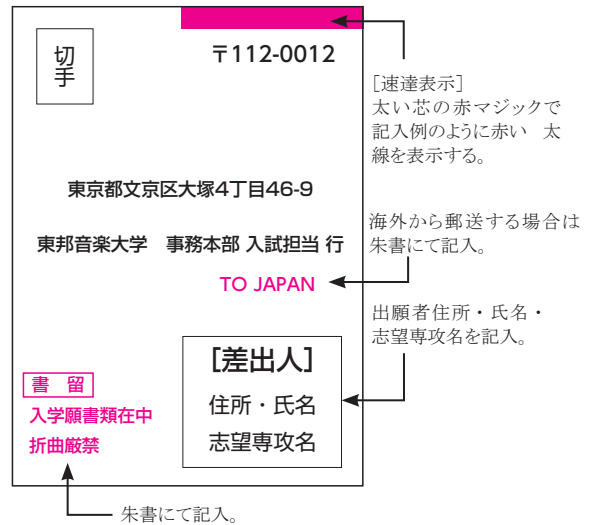 切手
〒112-0012
[速達表示]
太い芯の赤マジックで
記入例のように赤い 太
線を表示する。
東京都文京区大塚4丁目46-9
東邦音楽大学 事務本部 入試担当 行
海外から郵送する場合は
朱書にて記入。
TO JAPAN
出願者住所・氏名・
志望専攻名を記入。
[差出人]
住所・氏名
志望専攻名
書 留
入学願書類在中
折曲厳禁
朱書にて記入。